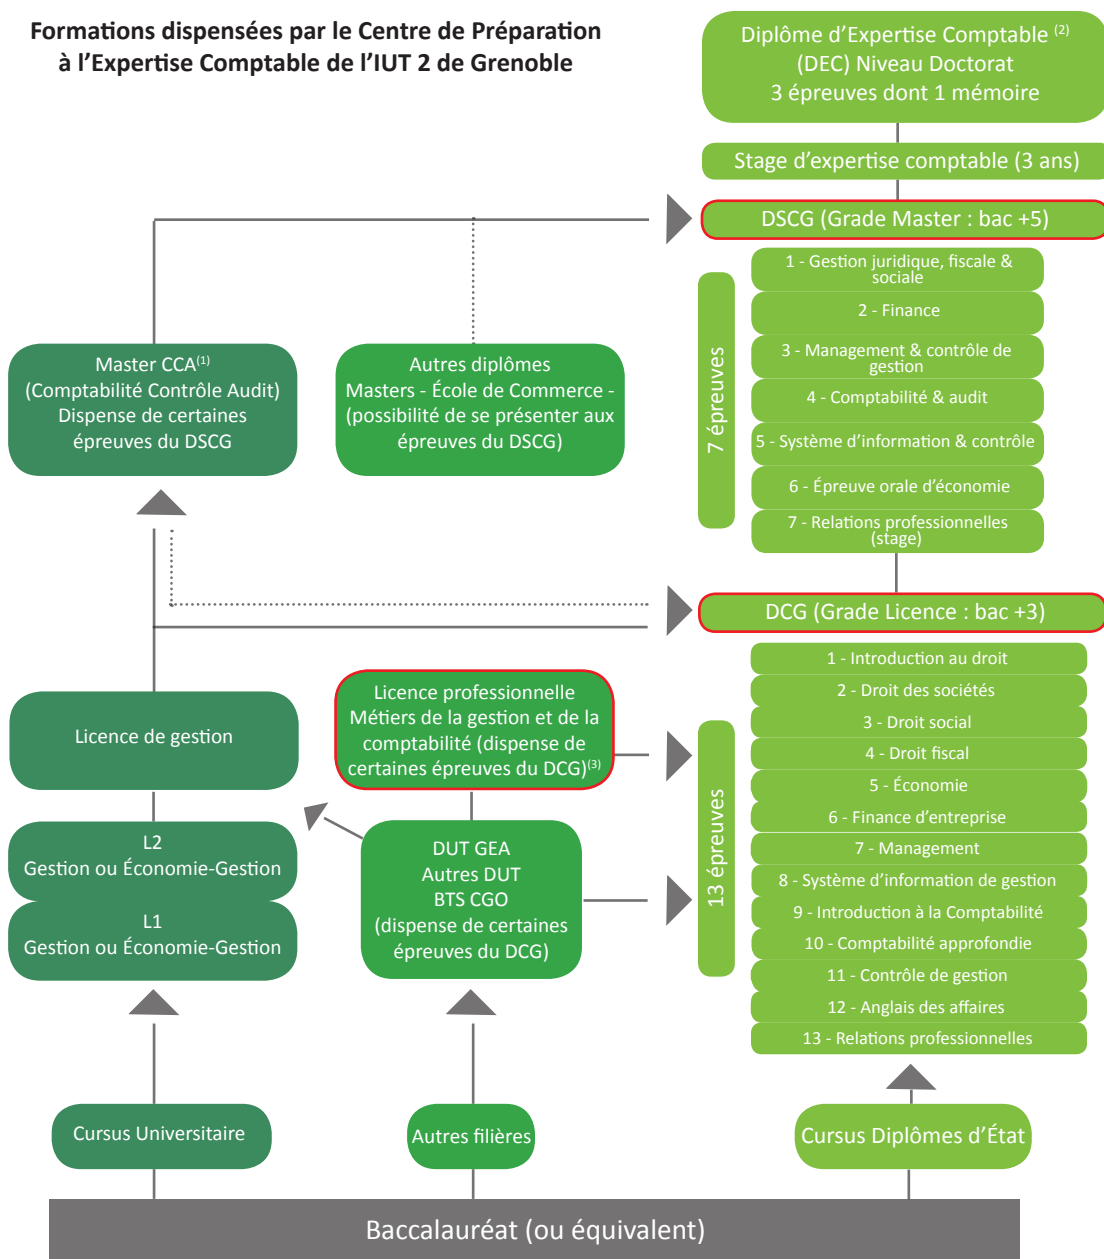 Formations dispensées par le Centre de Préparation
à l'Expertise Comptable de l'IUT 2 de Grenoble
Diplôme d'Expertise Comptable (2)
(DEC) Niveau Doctorat
3 épreuves dont 1 mémoire
Stage d'expertise comptable (3 ans)
DSCG (Grade Master : bac +5)
7 épreuves
1 - Gestion juridique, fiscale &
sociale
2 - Finance
3 - Management & contrôle de
gestion
4 - Comptabilité & audit
5 - Système d'information & contrôle
6 - Épreuve orale d'économie
7 - Relations professionnelles
(stage)
Master CCA(1)
(Comptabilité Contrôle Audit)
Dispense de certaines
épreuves du DSCG
Autres diplômes
Masters - École de Commerce -
(possibilité de se présenter aux
épreuves du DSCG)
DCG (Grade Licence : bac +3)
13 épreuves
1 - Introduction au droit
2 - Droit des sociétés
3 - Droit social
4 - Droit fiscal
5 - Économie
6 - Finance d'entreprise
7 - Management
8 - Système d'information de gestion
9 - Introduction à la Comptabilité
10 - Comptabilité approfondie
11 - Contrôle de gestion
12 - Anglais des affaires
13 - Relations professionnelles
Licence de gestion
Licence professionnelle
Métiers de la gestion et de la
comptabilité (dispense de
certaines épreuves du DCG)(3)
L2
Gestion ou Économie-Gestion
L1
Gestion ou Économie-Gestion
DUT GEA
Autres DUT
BTS CGO
(dispense de certaines
épreuves du DCG)
Cursus Universitaire
Autres filières
Cursus Diplômes d'État
Baccalauréat (ou équivalent)